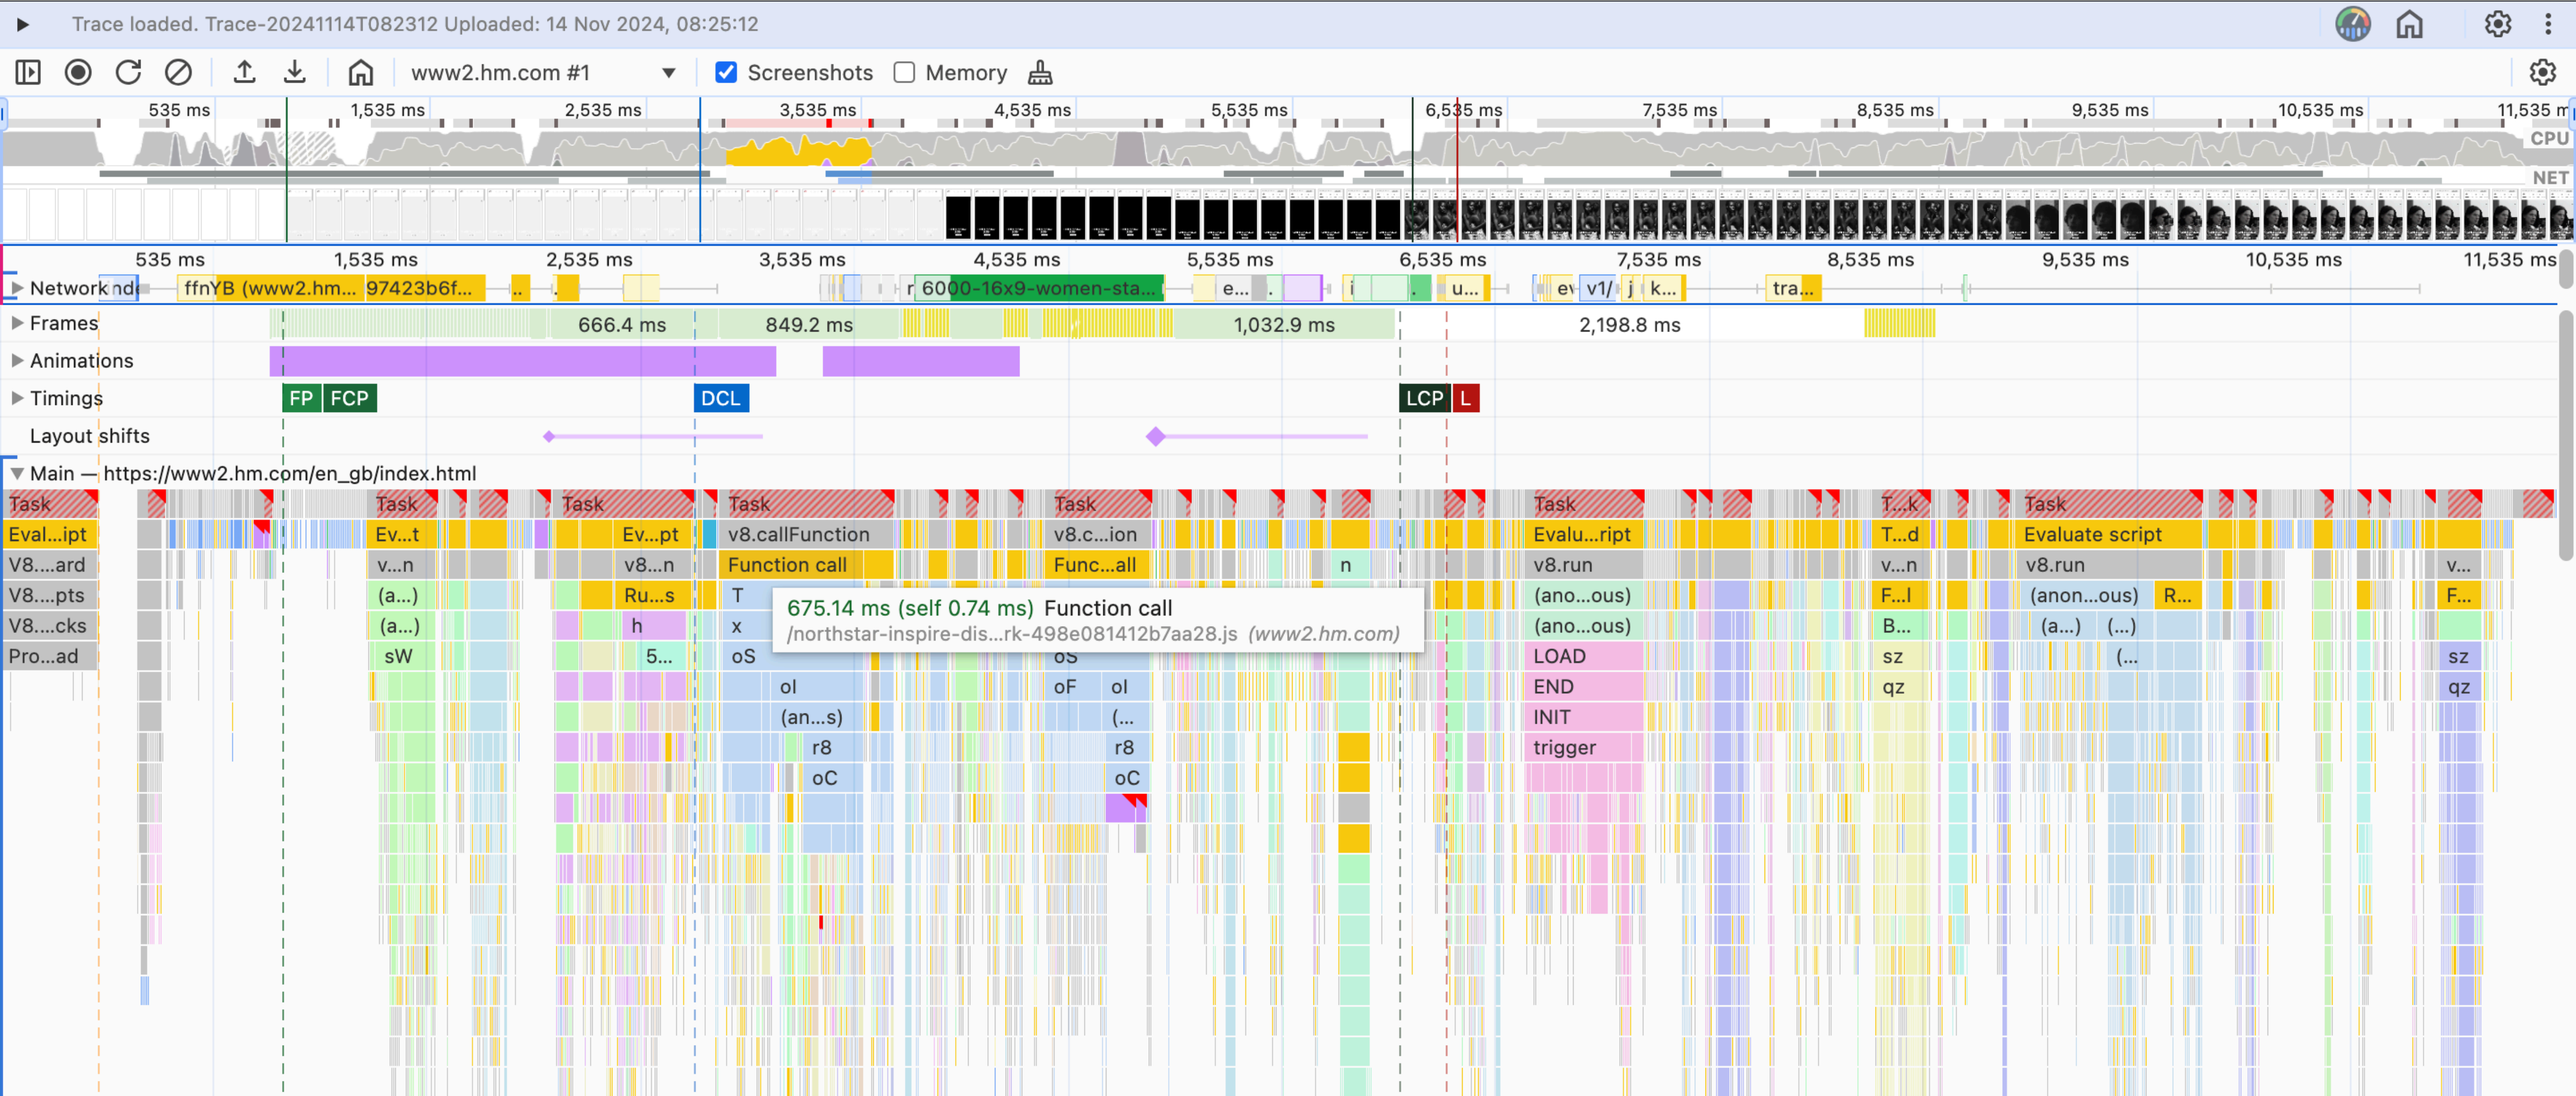 Trace loaded. Trace-20241114T082312 Uploaded: 14 Nov 2024, 08:25:12
www2.hm.com #1 Screenshots Memory
535 ms 1,535 ms 2,535 ms 3,535 ms 4,535 ms 5,535 ms 6,535 ms 7,535 ms 8,535 ms 9,535 ms 10,535 ms 11,535 m
CPU
NET
535 ms 1,535 ms 2,535 ms 3,535 ms 4,535 ms 5,535 ms 6,535 ms 7,535 ms 8,535 ms 9,535 ms 10,535 ms 11,535 ms
Network nde ffnYB (www2.hm... 97423b6f... .. . r 6000-16x9-women-sta... e... . i . u... ev v1/ j k... tra...
Frames 666.4 ms 849.2 ms 1,032.9 ms 2,198.8 ms
Animations
Timings FP FCP DCL LCP L
Layout shifts
Main — https://www2.hm.com/en_gb/index.html
Task Task Task Task Task Task T...k Task
Eval...ipt Ev...t Ev...pt v8.callFunction v8.c...ion Evalu...ript T...d Evaluate script
V8....ard v...n v8...n Function call Func...all n v8.run v...n v8.run v...
V8....pts (a...) Ru...s T (ano...ous) F...l (anon...ous) R... F...
675.14 ms (self 0.74 ms) Function call
/northstar-inspire-dis...rk-498e081412b7aa28.js (www2.hm.com)
V8....cks (a...) h x (ano...ous) B... (a...) (...)
Pro...ad sW 5... oS oS LOAD sz (... sz
ol oF ol END qz qz
(an...s) (... INIT
r8 r8 trigger
oC oC